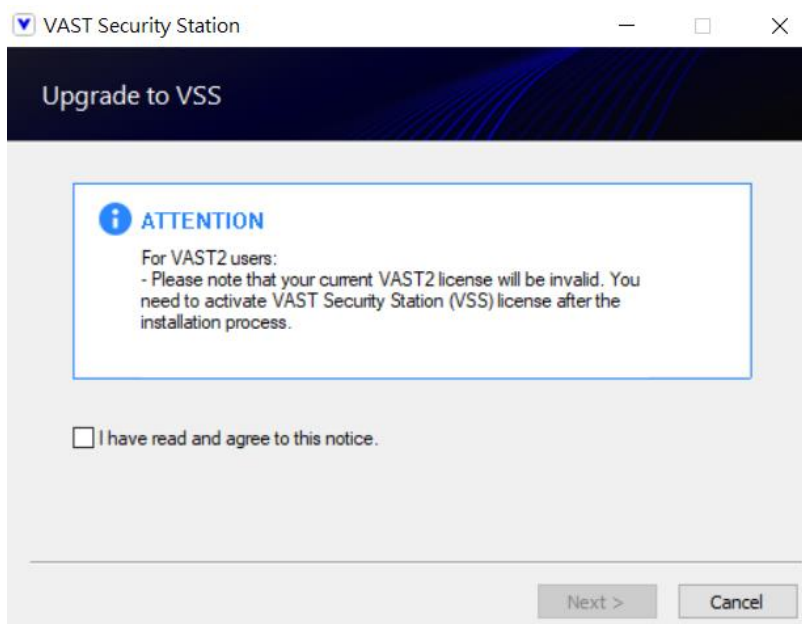 VAST Security Station
Upgrade to VSS
ATTENTION
For VAST2 users:
- Please note that your current VAST2 license will be invalid. You
need to activate VAST Security Station (VSS) license after the
installation process.
I have read and agree to this notice.
Next >
Cancel